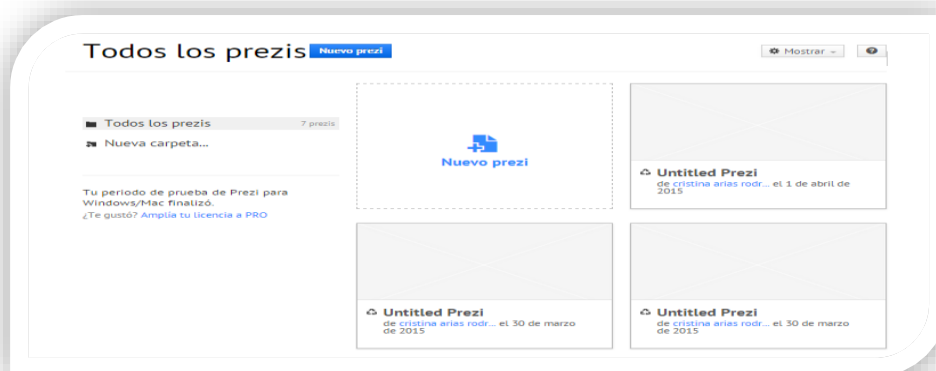 Todos los prezis Nuevo prezi
Mostrar
Todos los prezis 7 prezis
Nueva carpeta...
Tu periodo de prueba de Prezi para
Windows/Mac finalizó.
¿Te gustó? Amplía tu licencia a PRO
Nuevo prezi
Untitled Prezi
de cristina arias rodr... el 1 de abril de
2015
Untitled Prezi
de cristina arias rodr... el 30 de marzo
de 2015
Untitled Prezi
de cristina arias rodr... el 30 de marzo
de 2015